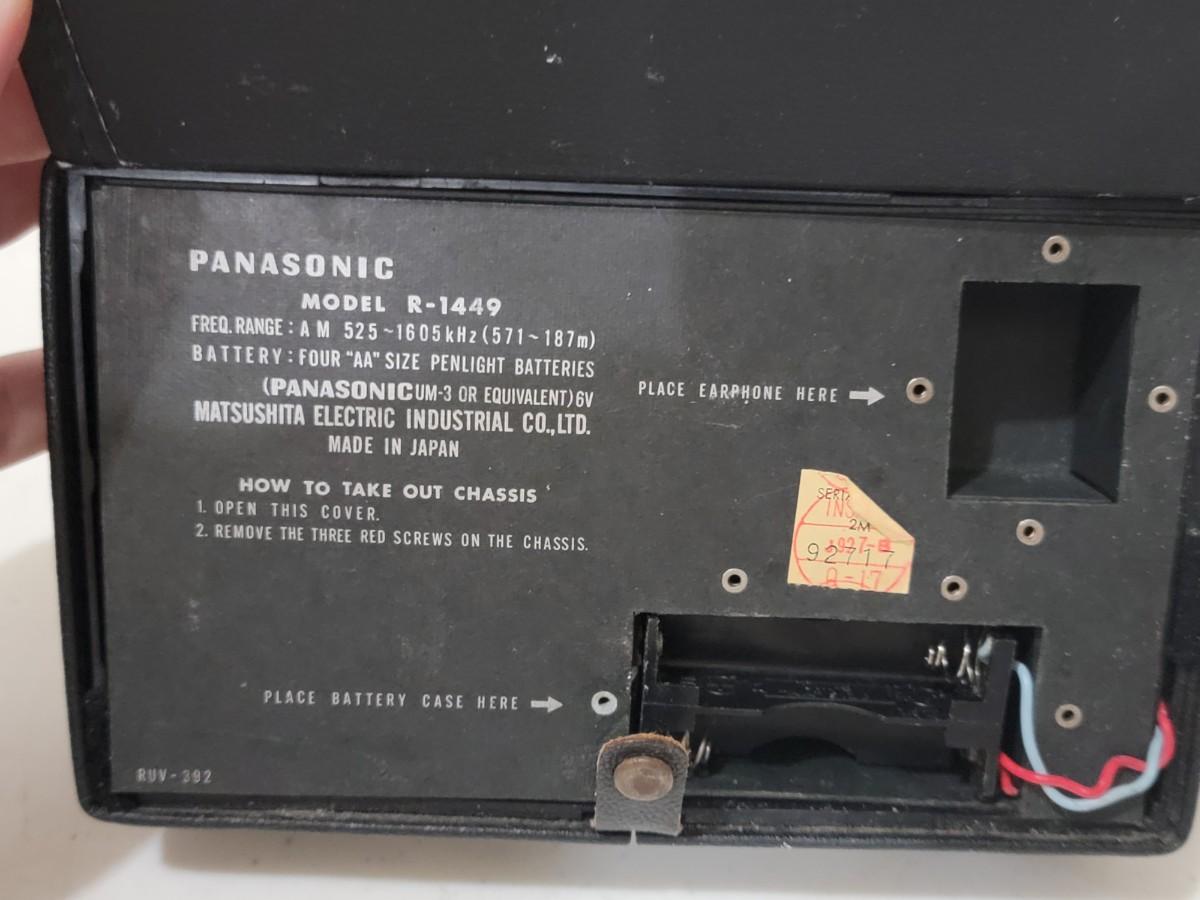 PANASONIC
MODEL R-1449
FREQ. RANGE : AM 525~1605kHz (571~187m)
BATTERY : FOUR "AA" SIZE PENLIGHT BATTERIES
(PANASONIC UM-3 OR EQUIVALENT) 6V
MATSUSHITA ELECTRIC INDUSTRIAL CO.,LTD.
MADE IN JAPAN
HOW TO TAKE OUT CHASSIS
1. OPEN THIS COVER.
2. REMOVE THE THREE RED SCREWS ON THE CHASSIS.
PLACE EARPHONE HERE
2M
92717
A-17
PLACE BATTERY CASE HERE
RUV-392